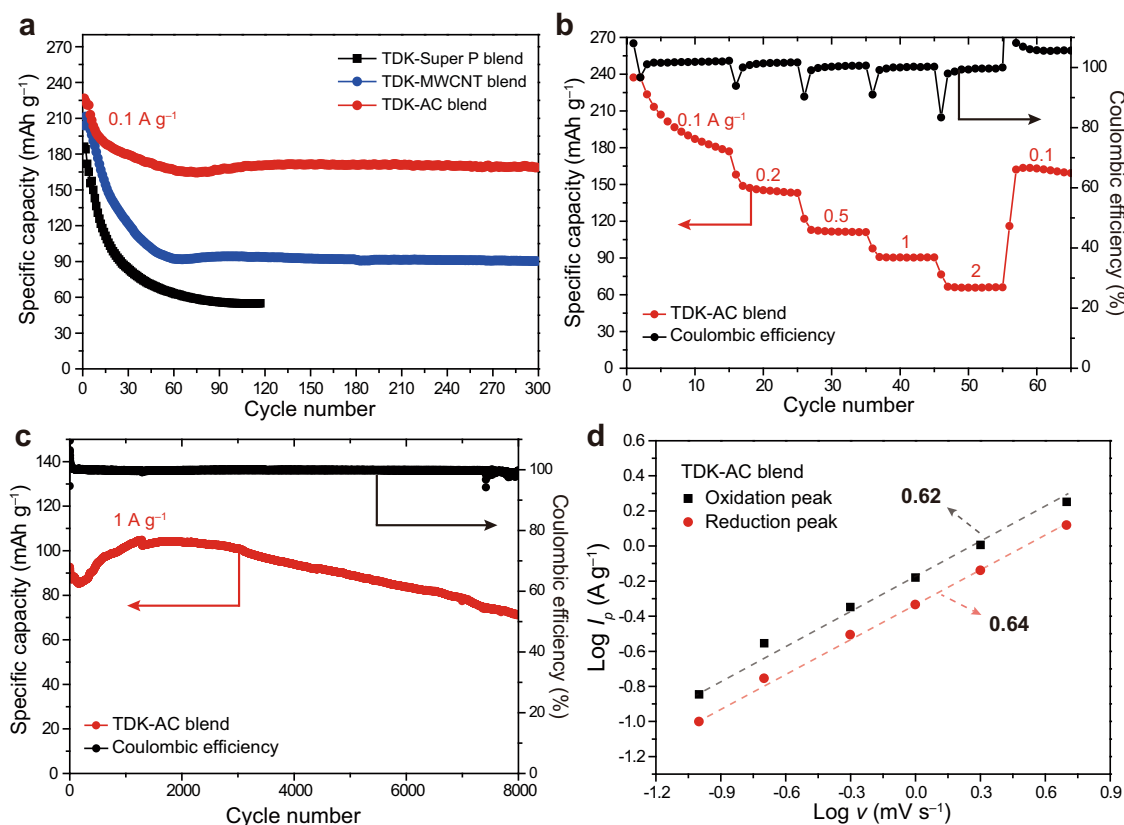 a
Specific capacity (mAh g⁻¹)
270
240
210
180
150
120
90
60
30
0
0 30 60 90 120 150 180 210 240 270 300
Cycle number
TDK-Super P blend
TDK-MWCNT blend
TDK-AC blend
0.1 A g⁻¹
b
Specific capacity (mAh g⁻¹)
270
240
210
180
150
120
90
60
30
0
0.1 A g⁻¹
0.2
0.5
1
2
0.1
TDK-AC blend
Coulombic efficiency
0 10 20 30 40 50 60
Cycle number
100
80
60
40
20
0
Coulombic efficiency (%)
c
Specific capacity (mAh g⁻¹)
140
120
100
80
60
40
20
0
1 A g⁻¹
TDK-AC blend
Coulombic efficiency
0 2000 4000 6000 8000
Cycle number
100
80
60
40
20
0
Coulombic efficiency (%)
d
Log Iₚ (A g⁻¹)
0.6
0.4
0.2
0.0
-0.2
-0.4
-0.6
-0.8
-1.0
-1.2
TDK-AC blend
Oxidation peak
Reduction peak
0.62
0.64
-1.2 -0.9 -0.6 -0.3 0.0 0.3 0.6 0.9
Log v (mV s⁻¹)